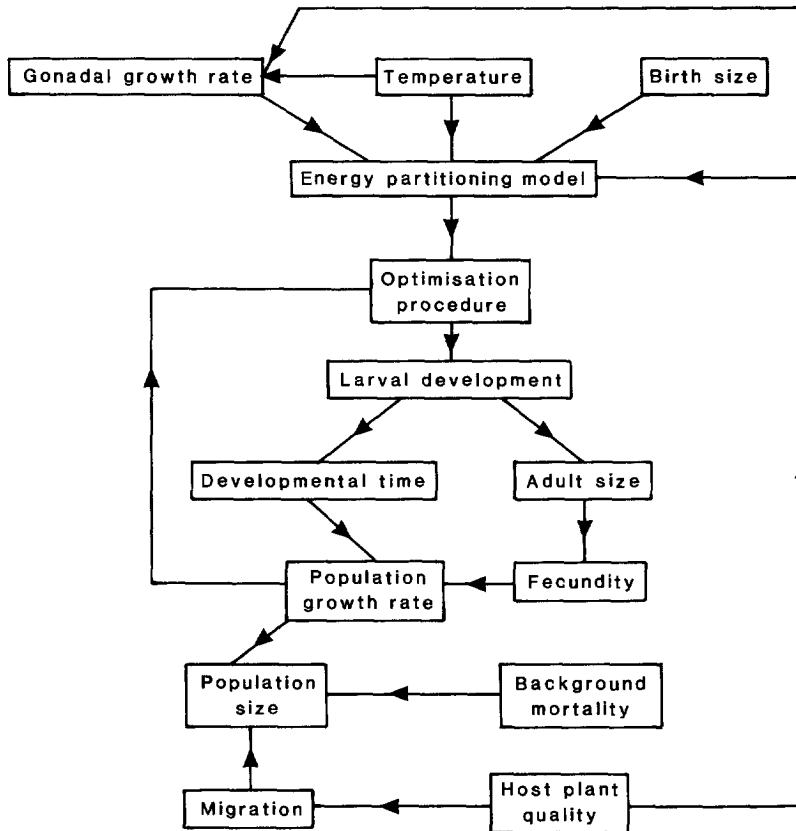 Gonadal growth rate
Temperature
Birth size
Energy partitioning model
Optimisation
procedure
Larval development
Developmental time
Adult size
Population
growth rate
Fecundity
Population
size
Background
mortality
Migration
Host plant
quality